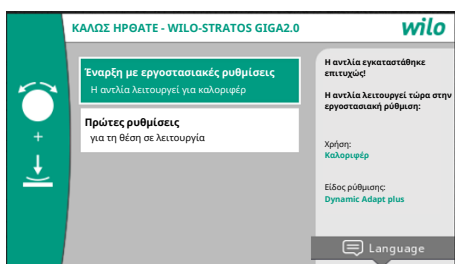 ΚΑΛΩΣ ΗΡΘΑΤΕ - WILO-STRATOS GIGA2.0
wilo
Έναρξη με εργοστασιακές ρυθμίσεις
Η αντλία λειτουργεί για καλοριφέρ
Πρώτες ρυθμίσεις
για τη θέση σε λειτουργία
+
Η αντλία εγκαταστάθηκε
επιτυχώς!
Η αντλία λειτουργεί τώρα στην
εργοστασιακή ρύθμιση:
Χρήση:
Καλοριφέρ
Είδος ρύθμισης:
Dynamic Adapt plus
Language